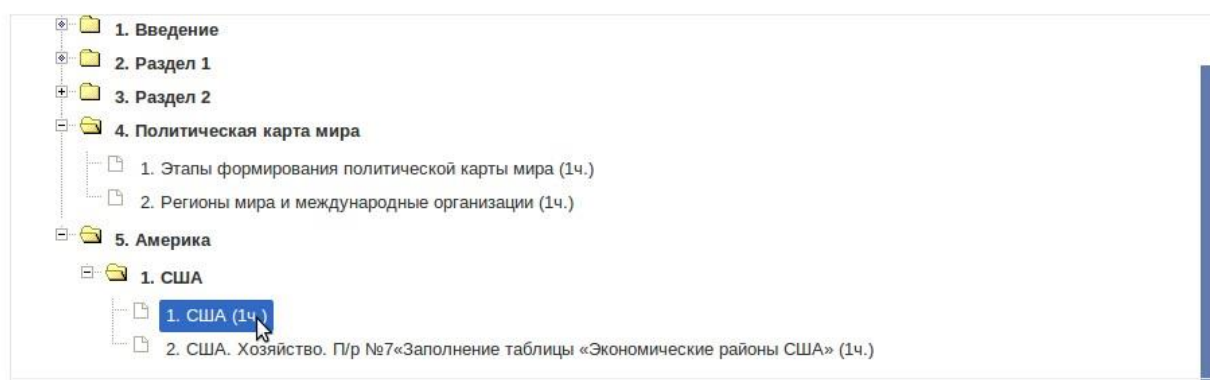 1. Введение
2. Раздел 1
3. Раздел 2
4. Политическая карта мира
1. Этапы формирования политической карты мира (1ч.)
2. Регионы мира и международные организации (1ч.)
5. Америка
1. США
1. США (1ч.)
2. США. Хозяйство. П/р №7«Заполнение таблицы «Экономические районы США» (1ч.)